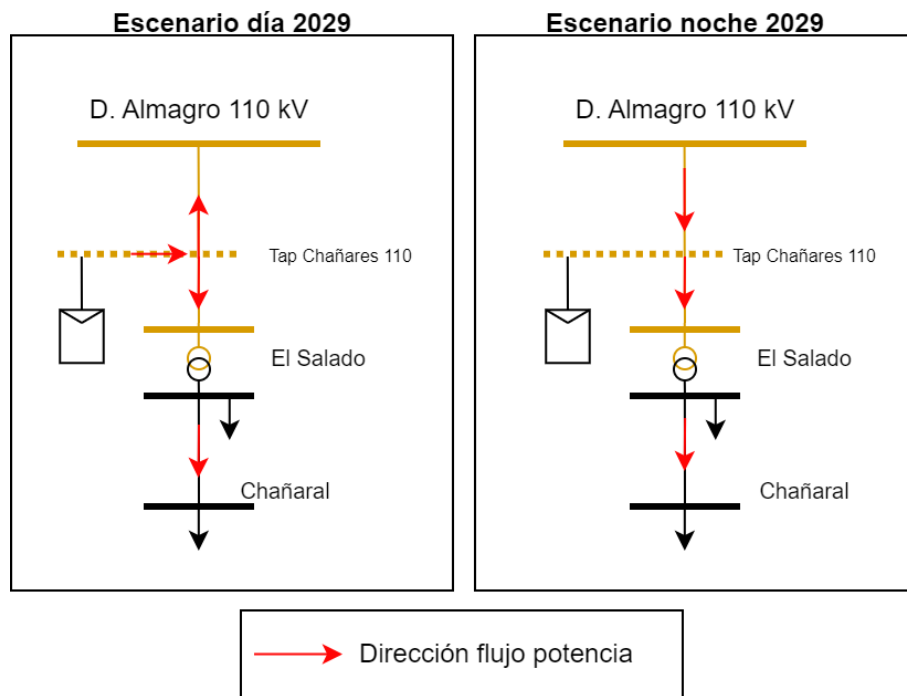 Escenario día 2029
D. Almagro 110 kV
Tap Chañares 110
El Salado
Chañaral
Escenario noche 2029
D. Almagro 110 kV
Tap Chañares 110
El Salado
Chañaral
Dirección flujo potencia